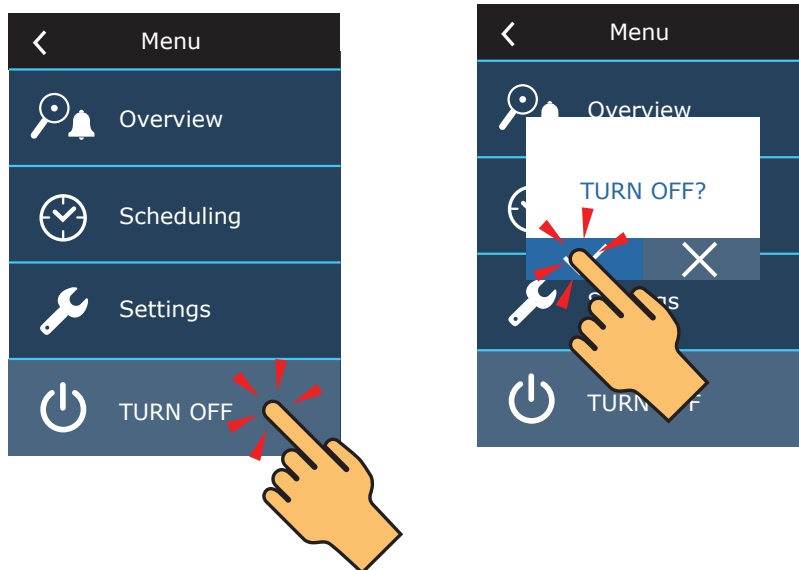 Menu
Overview
Scheduling
Settings
TURN OFF
Menu
Overview
TURN OFF?